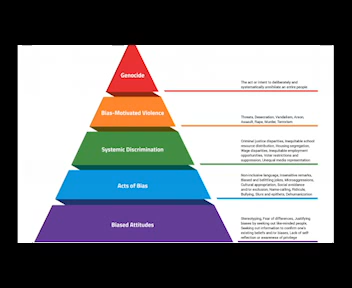 Genocide
The act or intent to deliberately and
systematically annihilate an entire people.
Bias-Motivated Violence
Threats, Desecration, Vandalism, Arson,
Assault, Rape, Murder, Terrorism
Systemic Discrimination
Criminal justice disparities, Inequitable school
resource distribution, Housing segregation,
Wage disparities, Inequitable employment
opportunities, Voter restrictions and
suppression, Unequal media representation
Acts of Bias
Non-inclusive language, Insensitive remarks,
Biased and belittling jokes, Microaggressions,
Cultural appropriation, Social avoidance
and/or exclusion, Name-calling, Ridicule,
Bullying, Slurs and epithets, Dehumanization
Biased Attitudes
Stereotyping, Fear of differences, Justifying
biases by seeking out like-minded people,
Seeking out information to confirm one's
existing beliefs and/or biases, Lack of self-
reflection or awareness of privilege